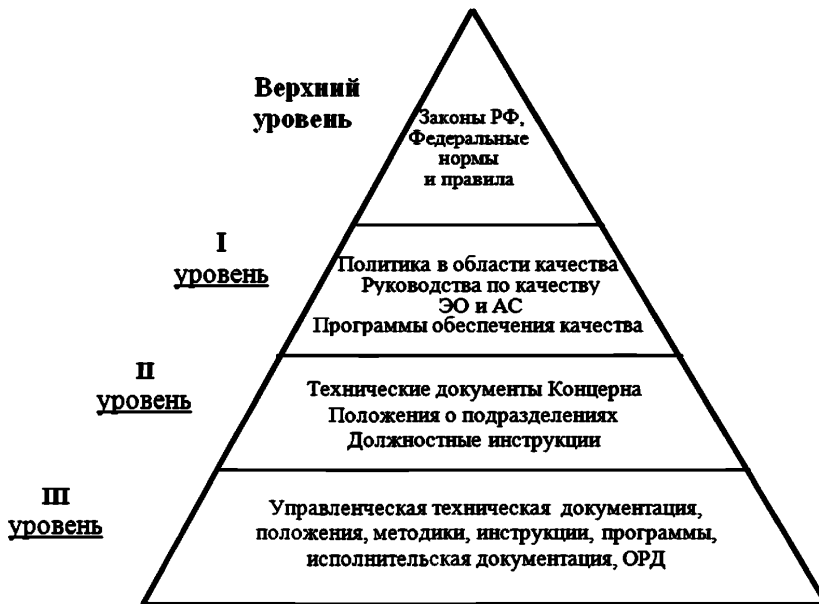 Верхний
уровень
Законы РФ,
Федеральные
нормы
и правила
I
уровень
Политика в области качества
Руководства по качеству
ЭО и АС
Программы обеспечения качества
II
уровень
Технические документы Концерна
Положения о подразделениях
Должностные инструкции
III
уровень
Управленческая техническая документация,
положения, методики, инструкции, программы,
исполнительская документация, ОРД